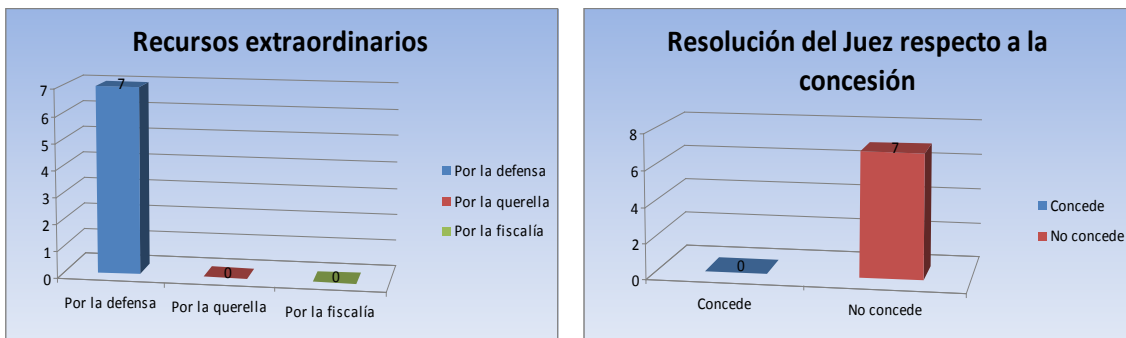 Recursos extraordinarios
7
6
5
4
3
2
1
0
7
0
0
Por la defensa
Por la querella
Por la fiscalía
Por la defensa
Por la querella
Por la fiscalía
Resolución del Juez respecto a la
concesión
8
6
4
2
0
0
7
Concede
No concede
Concede
No concede